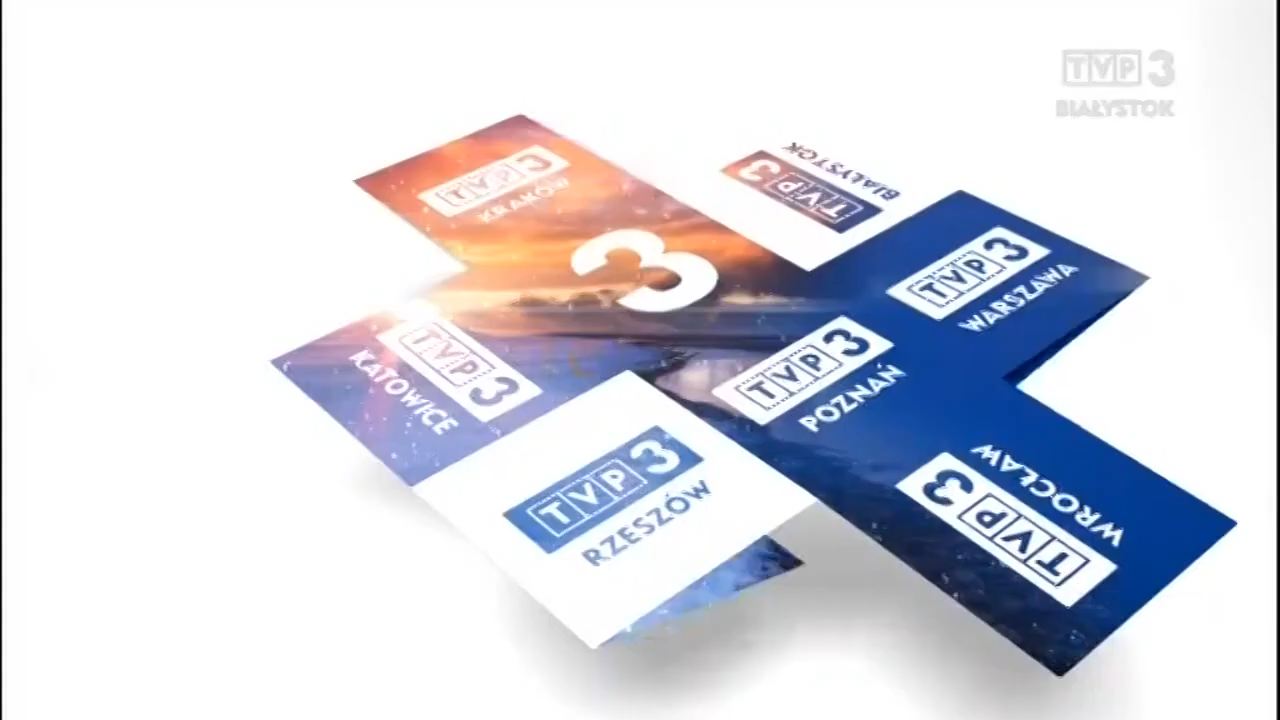 TVP3
BIAŁYSTOK
TVP3
KRAKÓW
3
TVP3
BIAŁYSTOK
TVP3
WARSZAWA
TVP3
KATOWICE
TVP3
POZNAŃ
TVP3
RZESZÓW
TVP3
WROCŁAW